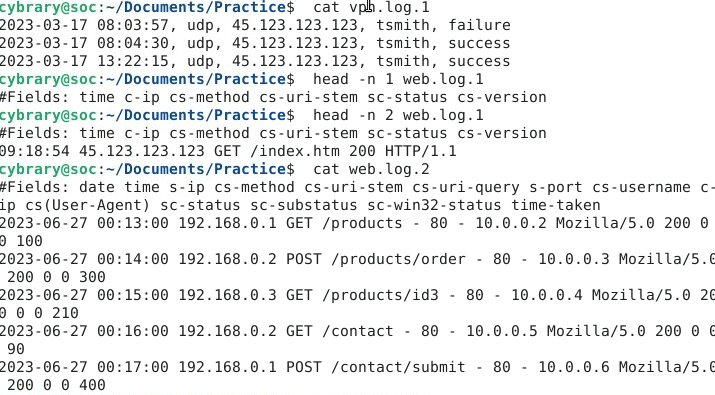 cybrary@soc:~/Documents/Practice$ cat vpn.log.1
2023-03-17 08:03:57, udp, 45.123.123.123, tsmith, failure
2023-03-17 08:04:30, udp, 45.123.123.123, tsmith, success
2023-03-17 13:22:15, udp, 45.123.123.123, tsmith, success
cybrary@soc:~/Documents/Practice$ head -n 1 web.log.1
#Fields: time c-ip cs-method cs-uri-stem sc-status cs-version
cybrary@soc:~/Documents/Practice$ head -n 2 web.log.1
#Fields: time c-ip cs-method cs-uri-stem sc-status cs-version
09:18:54 45.123.123.123 GET /index.htm 200 HTTP/1.1
cybrary@soc:~/Documents/Practice$ cat web.log.2
#Fields: date time s-ip cs-method cs-uri-stem cs-uri-query s-port cs-username c-
ip cs(User-Agent) sc-status sc-substatus sc-win32-status time-taken
2023-06-27 00:13:00 192.168.0.1 GET /products - 80 - 10.0.0.2 Mozilla/5.0 200 0
0 100
2023-06-27 00:14:00 192.168.0.2 POST /products/order - 80 - 10.0.0.3 Mozilla/5.0
200 0 0 300
2023-06-27 00:15:00 192.168.0.3 GET /products/id3 - 80 - 10.0.0.4 Mozilla/5.0 20
0 0 0 210
2023-06-27 00:16:00 192.168.0.2 GET /contact - 80 - 10.0.0.5 Mozilla/5.0 200 0 0
90
2023-06-27 00:17:00 192.168.0.1 POST /contact/submit - 80 - 10.0.0.6 Mozilla/5.0
200 0 0 400